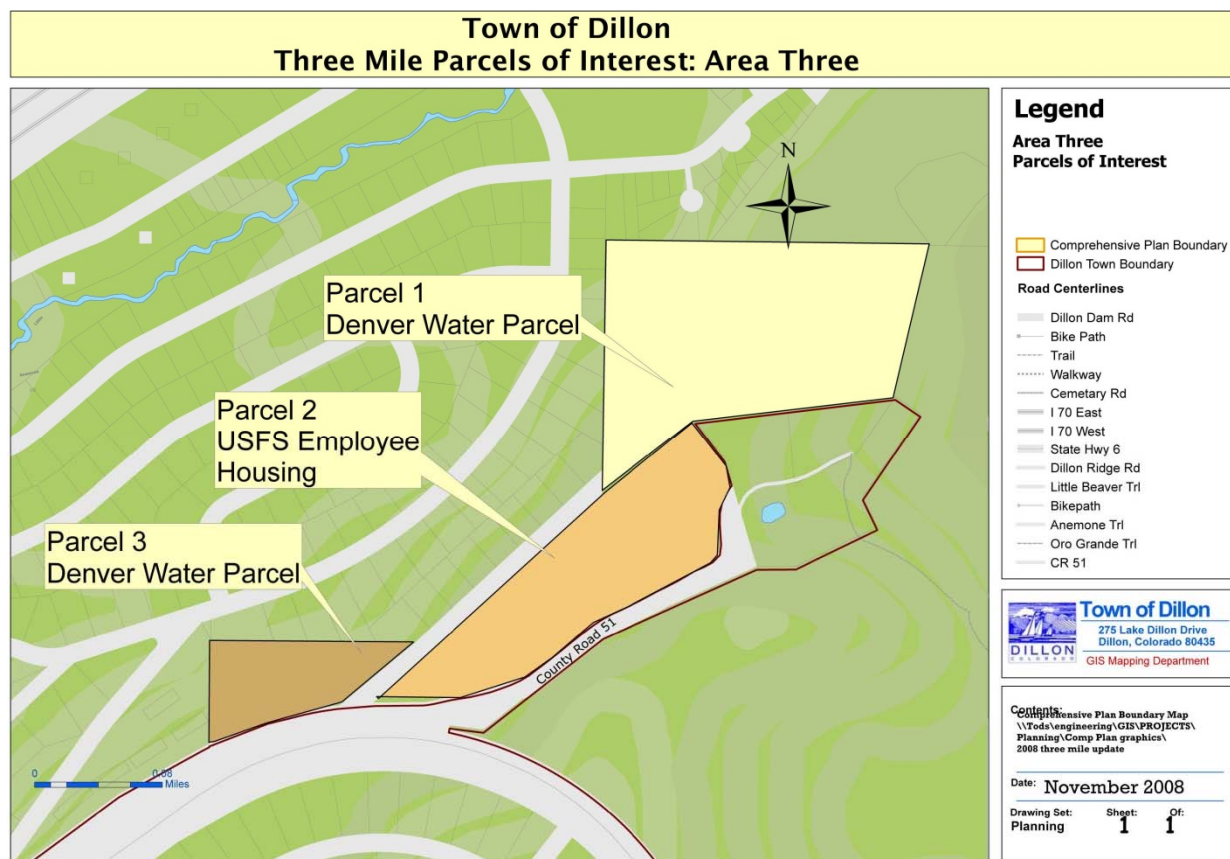 Town of Dillon
Three Mile Parcels of Interest: Area Three
N
Parcel 1
Denver Water Parcel
Parcel 2
USFS Employee
Housing
Parcel 3
Denver Water Parcel
County Road 51
0
0.08
Miles
Legend
Area Three
Parcels of Interest
Comprehensive Plan Boundary
Dillon Town Boundary
Road Centerlines
Dillon Dam Rd
Bike Path
Trail
Walkway
Cemetary Rd
I 70 East
I 70 West
State Hwy 6
Dillon Ridge Rd
Little Beaver Trl
Bikepath
Anemone Trl
Oro Grande Trl
CR 51
DILLON
COLORADO
Town of Dillon
275 Lake Dillon Drive
Dillon, Colorado 80435
GIS Mapping Department
Contents:
Comprehensive Plan Boundary Map
\\Tods\engineering\GIS\PROJECTS\
Planning\Comp Plan graphics\
2008 three mile update
Date: November 2008
Drawing Set: Sheet: Of:
Planning 1 1